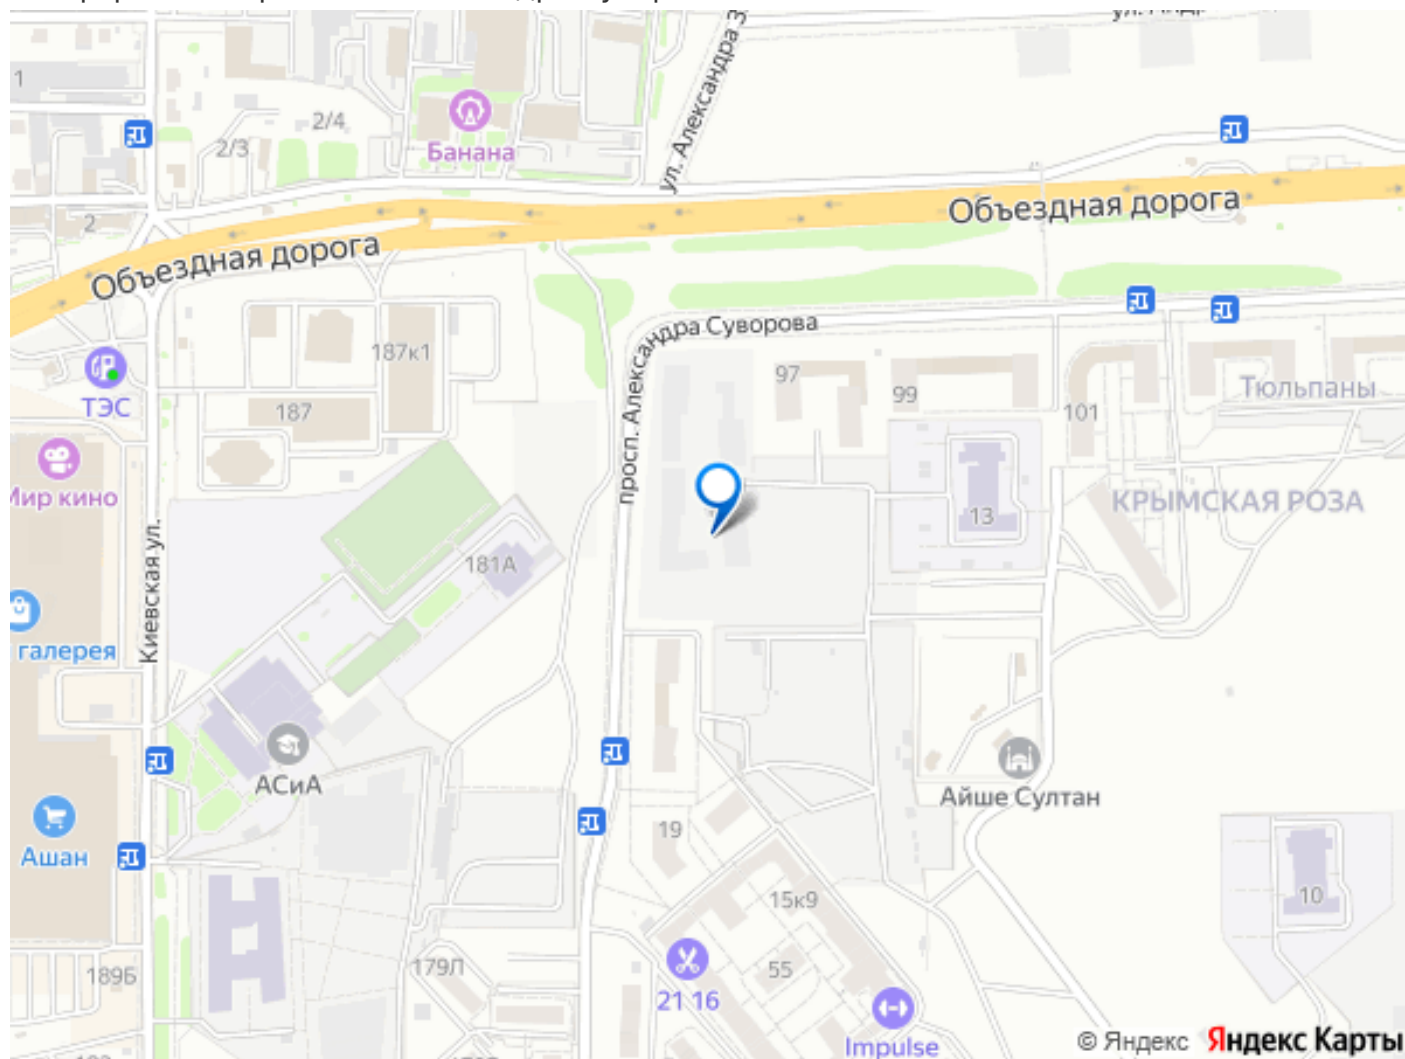 1
2/4
2/3
Банана
ул. Александра З
2
Объездная дорога
Объездная дорога
просп. Александра Суворова
187к1
97
99
101
Тюльпаны
ТЭС
187
Мир кино
КРЫМСКАЯ РОЗА
13
181А
Киевская ул.
галерея
АСиА
Айше Султан
Ашан
19
15к9
10
189Б
179Л
55
21 16
Impulse
© Яндекс Яндекс Карты